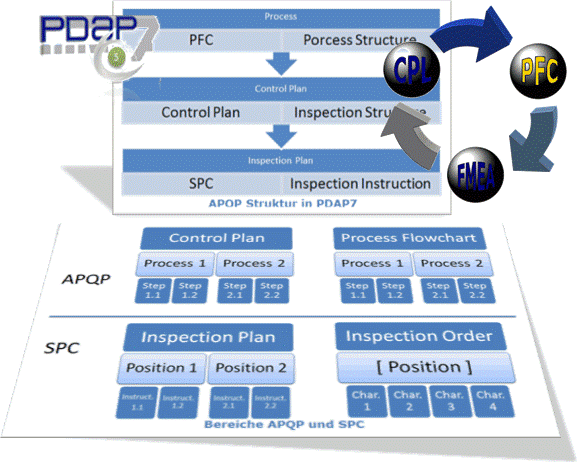 PDAP7
Process
PFC Porcess Structure
Control Plan
Control Plan Inspection Structure
Inspection Plan
SPC Inspection Instruction
APQP Struktur in PDAP7
CPL
PFC
FMEA
APQP
Control Plan
Process 1 Process 2
Step 1.1 Step 1.2 Step 2.1 Step 2.2
Process Flowchart
Process 1 Process 2
Step 1.1 Step 1.2 Step 2.1 Step 2.2
SPC
Inspection Plan
Position 1 Position 2
Instruct. 1.1 Instruct. 1.2 Instruct. 2.1 Instruct. 2.2
Inspection Order
[ Position ]
Char. 1 Char. 2 Char. 3 Char. 4
Bereiche APQP und SPC